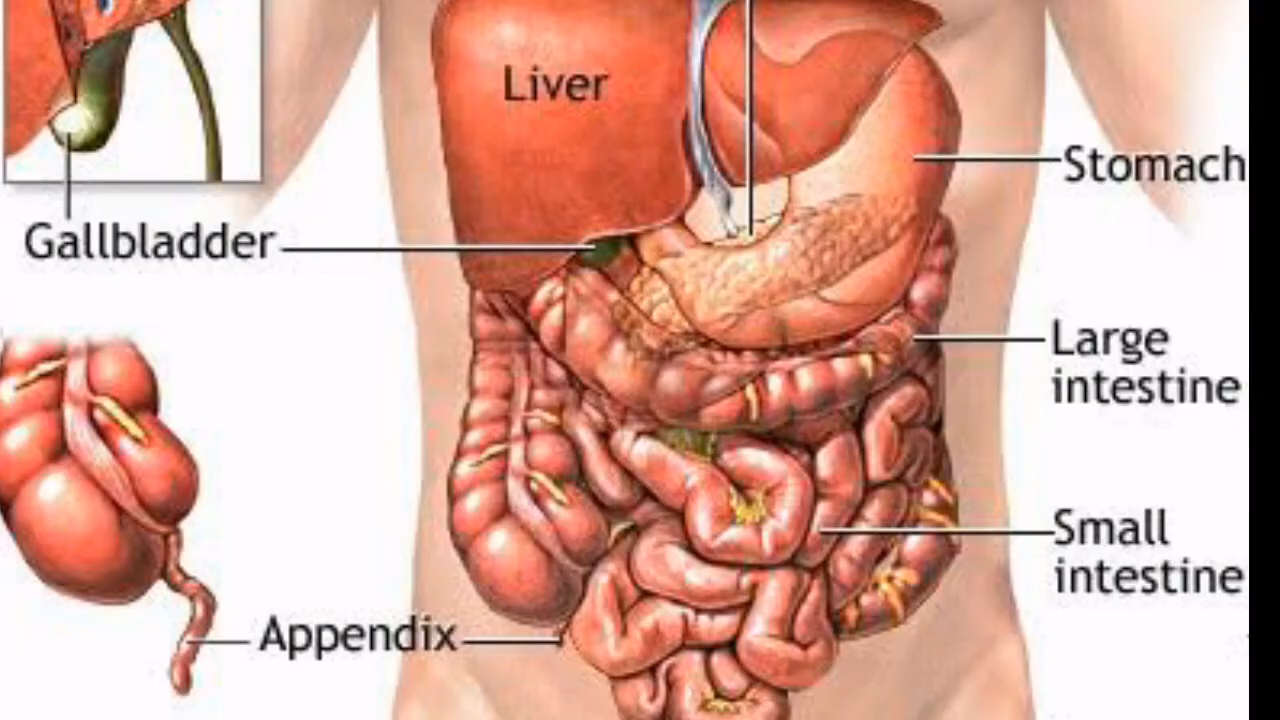 Liver
Stomach
Gallbladder
Large
intestine
Small
intestine
Appendix